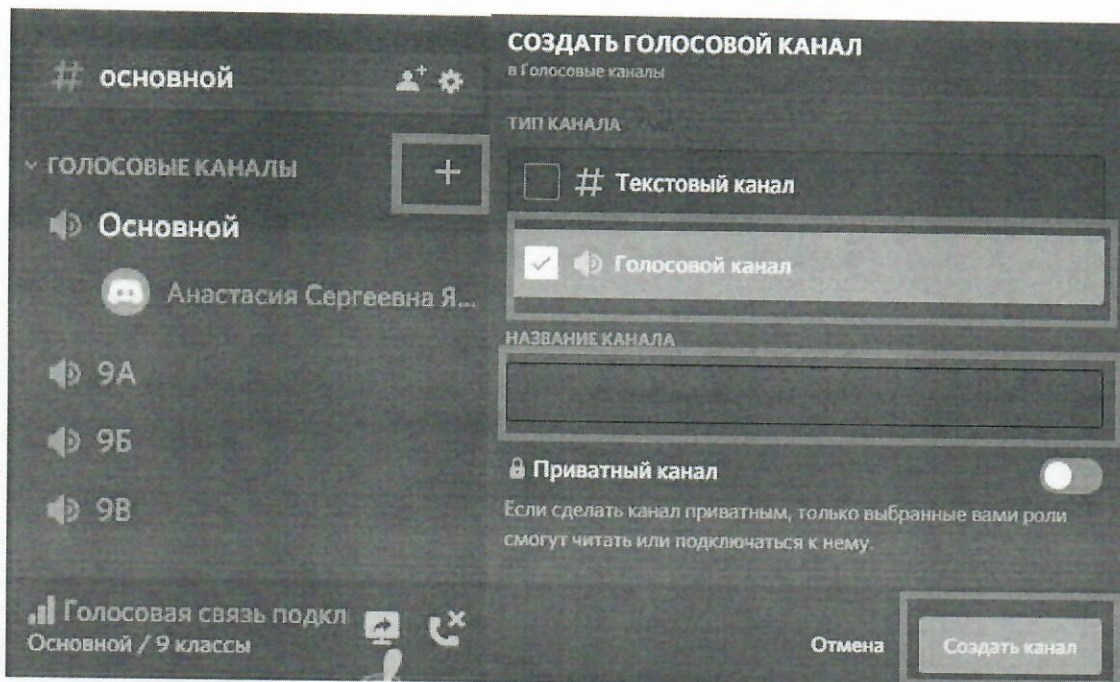 # основной
ГОЛОСОВЫЕ КАНАЛЫ
+
Основной
Анастасия Сергеевна Я...
9А
9Б
9В
Голосовая связь подкл
Основной / 9 классы
СОЗДАТЬ ГОЛОСОВОЙ КАНАЛ
в Голосовые каналы
ТИП КАНАЛА
# Текстовый канал
Голосовой канал
НАЗВАНИЕ КАНАЛА
Приватный канал
Если сделать канал приватным, только выбранные вами роли
смогут читать или подключаться к нему.
Отмена
Создать канал